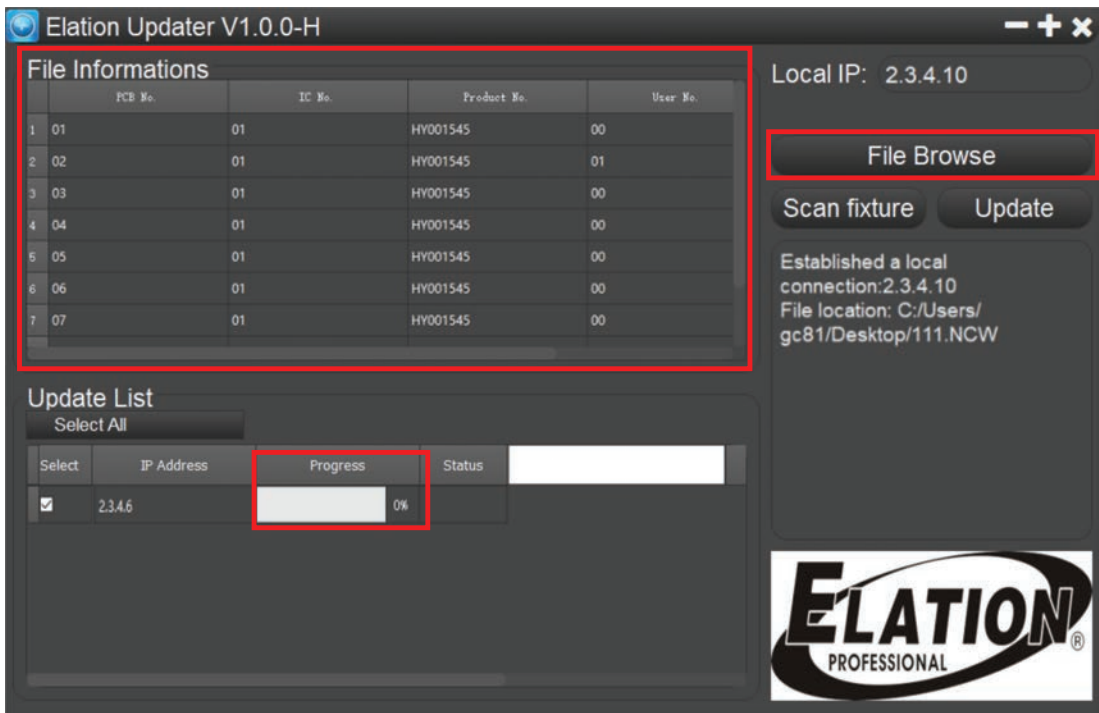 Elation Updater V1.0.0-H
File Informations
PCB No. IC No. Product No. User No.
1 01 01 HY001545 00
2 02 01 HY001545 01
3 03 01 HY001545 00
4 04 01 HY001545 00
5 05 01 HY001545 00
6 06 01 HY001545 00
7 07 01 HY001545 00
Update List
Select All
Select IP Address Progress Status
2.3.4.6 0%
Local IP: 2.3.4.10
File Browse
Scan fixture Update
Established a local
connection:2.3.4.10
File location: C:/Users/
gc81/Desktop/111.NCW
ELATION®
PROFESSIONAL